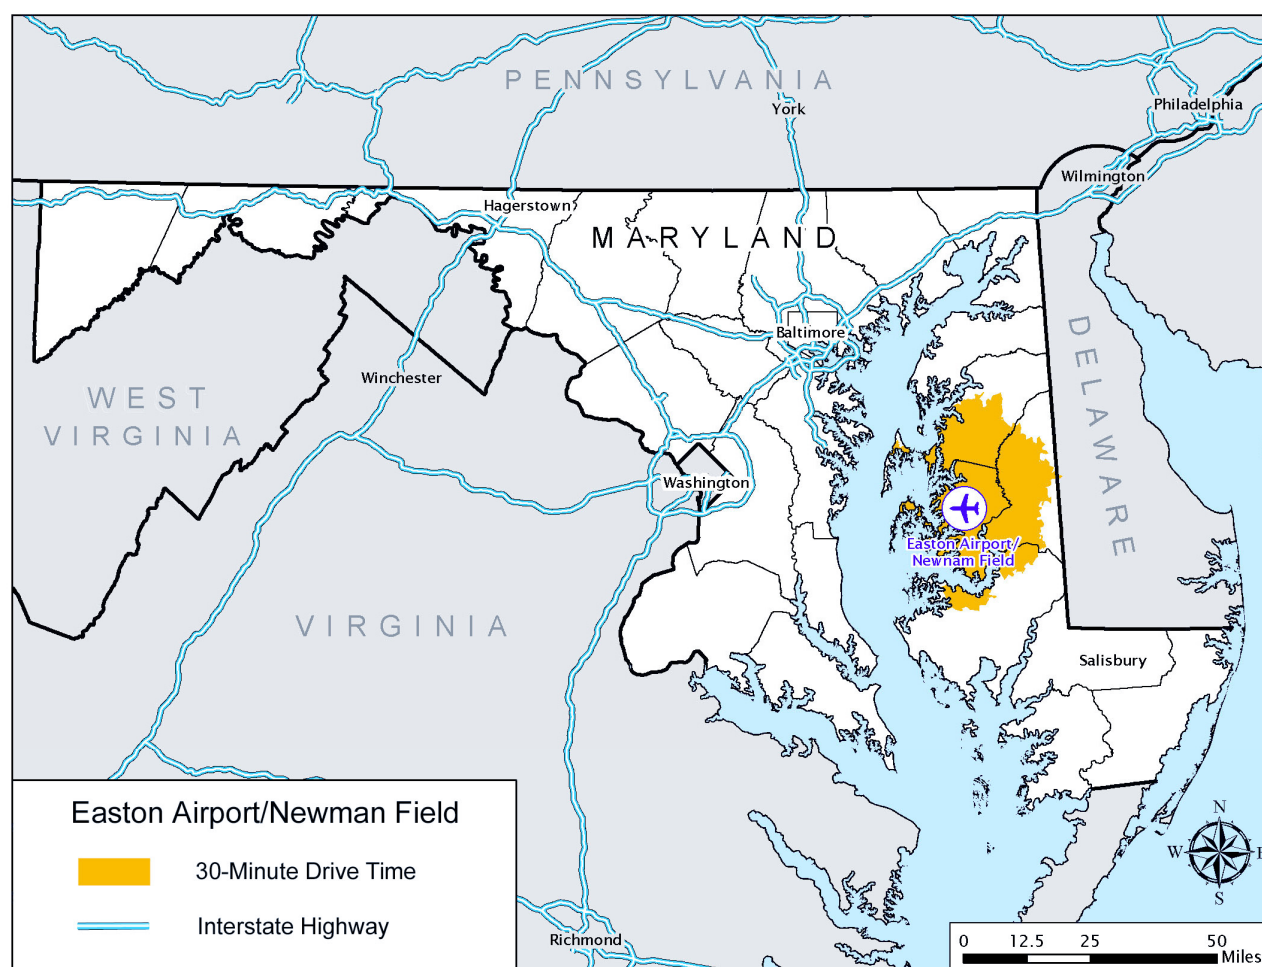 PENNSYLVANIA
York
Philadelphia
Wilmington
Hagerstown
MARYLAND
Baltimore
DELAWARE
Winchester
WEST
VIRGINIA
Washington
Easton Airport/
Newnam Field
VIRGINIA
Salisbury
Easton Airport/Newman Field
30-Minute Drive Time
Interstate Highway
Richmond
N
W E
S
0 12.5 25 50
Miles